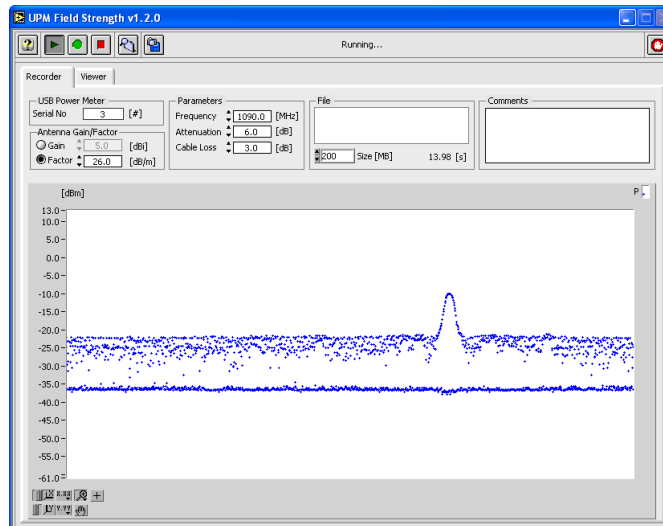 UPM Field Strength v1.2.0
Running...
Recorder Viewer
USB Power Meter
Serial No 3 [#]
Antenna Gain/Factor
Gain 5.0 [dBi]
Factor 26.0 [dB/m]
Parameters
Frequency 1090.0 [MHz]
Attenuation 6.0 [dB]
Cable Loss 3.0 [dB]
File
200 Size [MB] 13.98 [s]
Comments
[dBm]
P
13.0
10.0
5.0
0.0
-5.0
-10.0
-15.0
-20.0
-25.0
-30.0
-35.0
-40.0
-45.0
-50.0
-55.0
-61.0